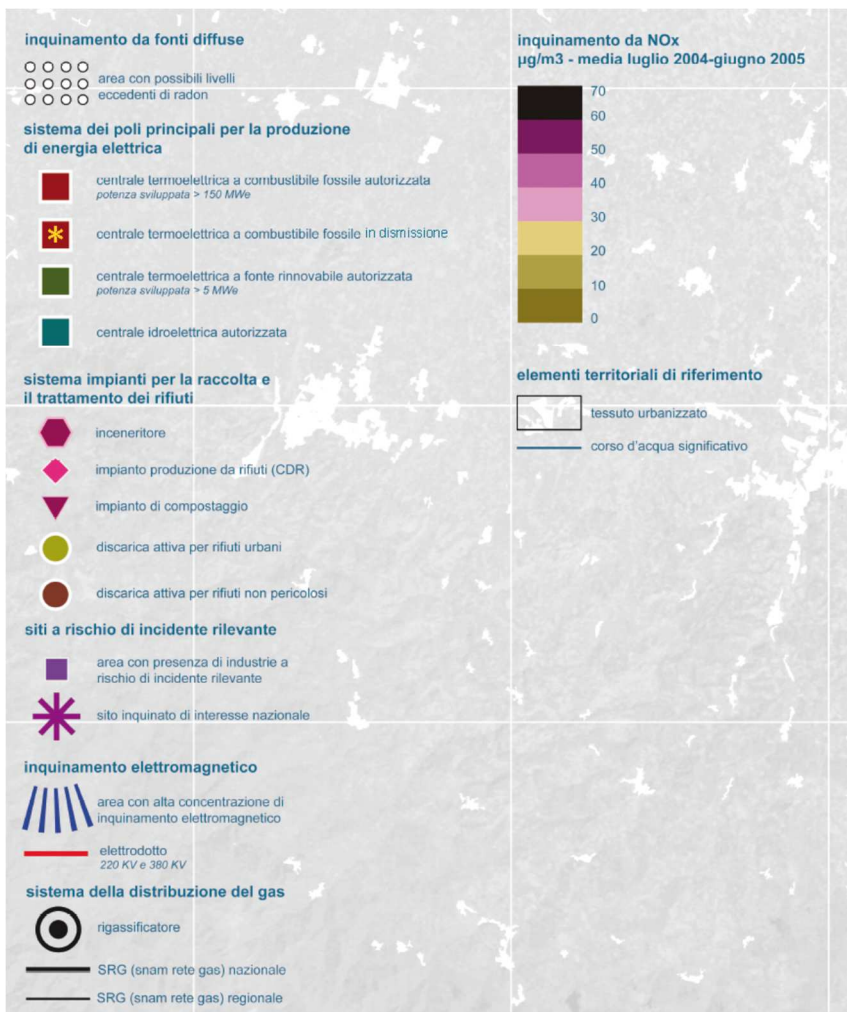 inquinamento da fonti diffuse
area con possibili livelli
eccedenti di radon
sistema dei poli principali per la produzione
di energia elettrica
centrale termoelettrica a combustibile fossile autorizzata
potenza sviluppata > 150 MWe
centrale termoelettrica a combustibile fossile in dismissione
centrale termoelettrica a fonte rinnovabile autorizzata
potenza sviluppata > 5 MWe
centrale idroelettrica autorizzata
sistema impianti per la raccolta e
il trattamento dei rifiuti
inceneritore
impianto produzione da rifiuti (CDR)
impianto di compostaggio
discarica attiva per rifiuti urbani
discarica attiva per rifiuti non pericolosi
siti a rischio di incidente rilevante
area con presenza di industrie a
rischio di incidente rilevante
sito inquinato di interesse nazionale
inquinamento elettromagnetico
area con alta concentrazione di
inquinamento elettromagnetico
elettrodotto
220 KV e 380 KV
sistema della distribuzione del gas
rigassificatore
SRG (snam rete gas) nazionale
SRG (snam rete gas) regionale
inquinamento da NOx
µg/m3 - media luglio 2004-giugno 2005
70
60
50
40
30
20
10
0
elementi territoriali di riferimento
tessuto urbanizzato
corso d'acqua significativo